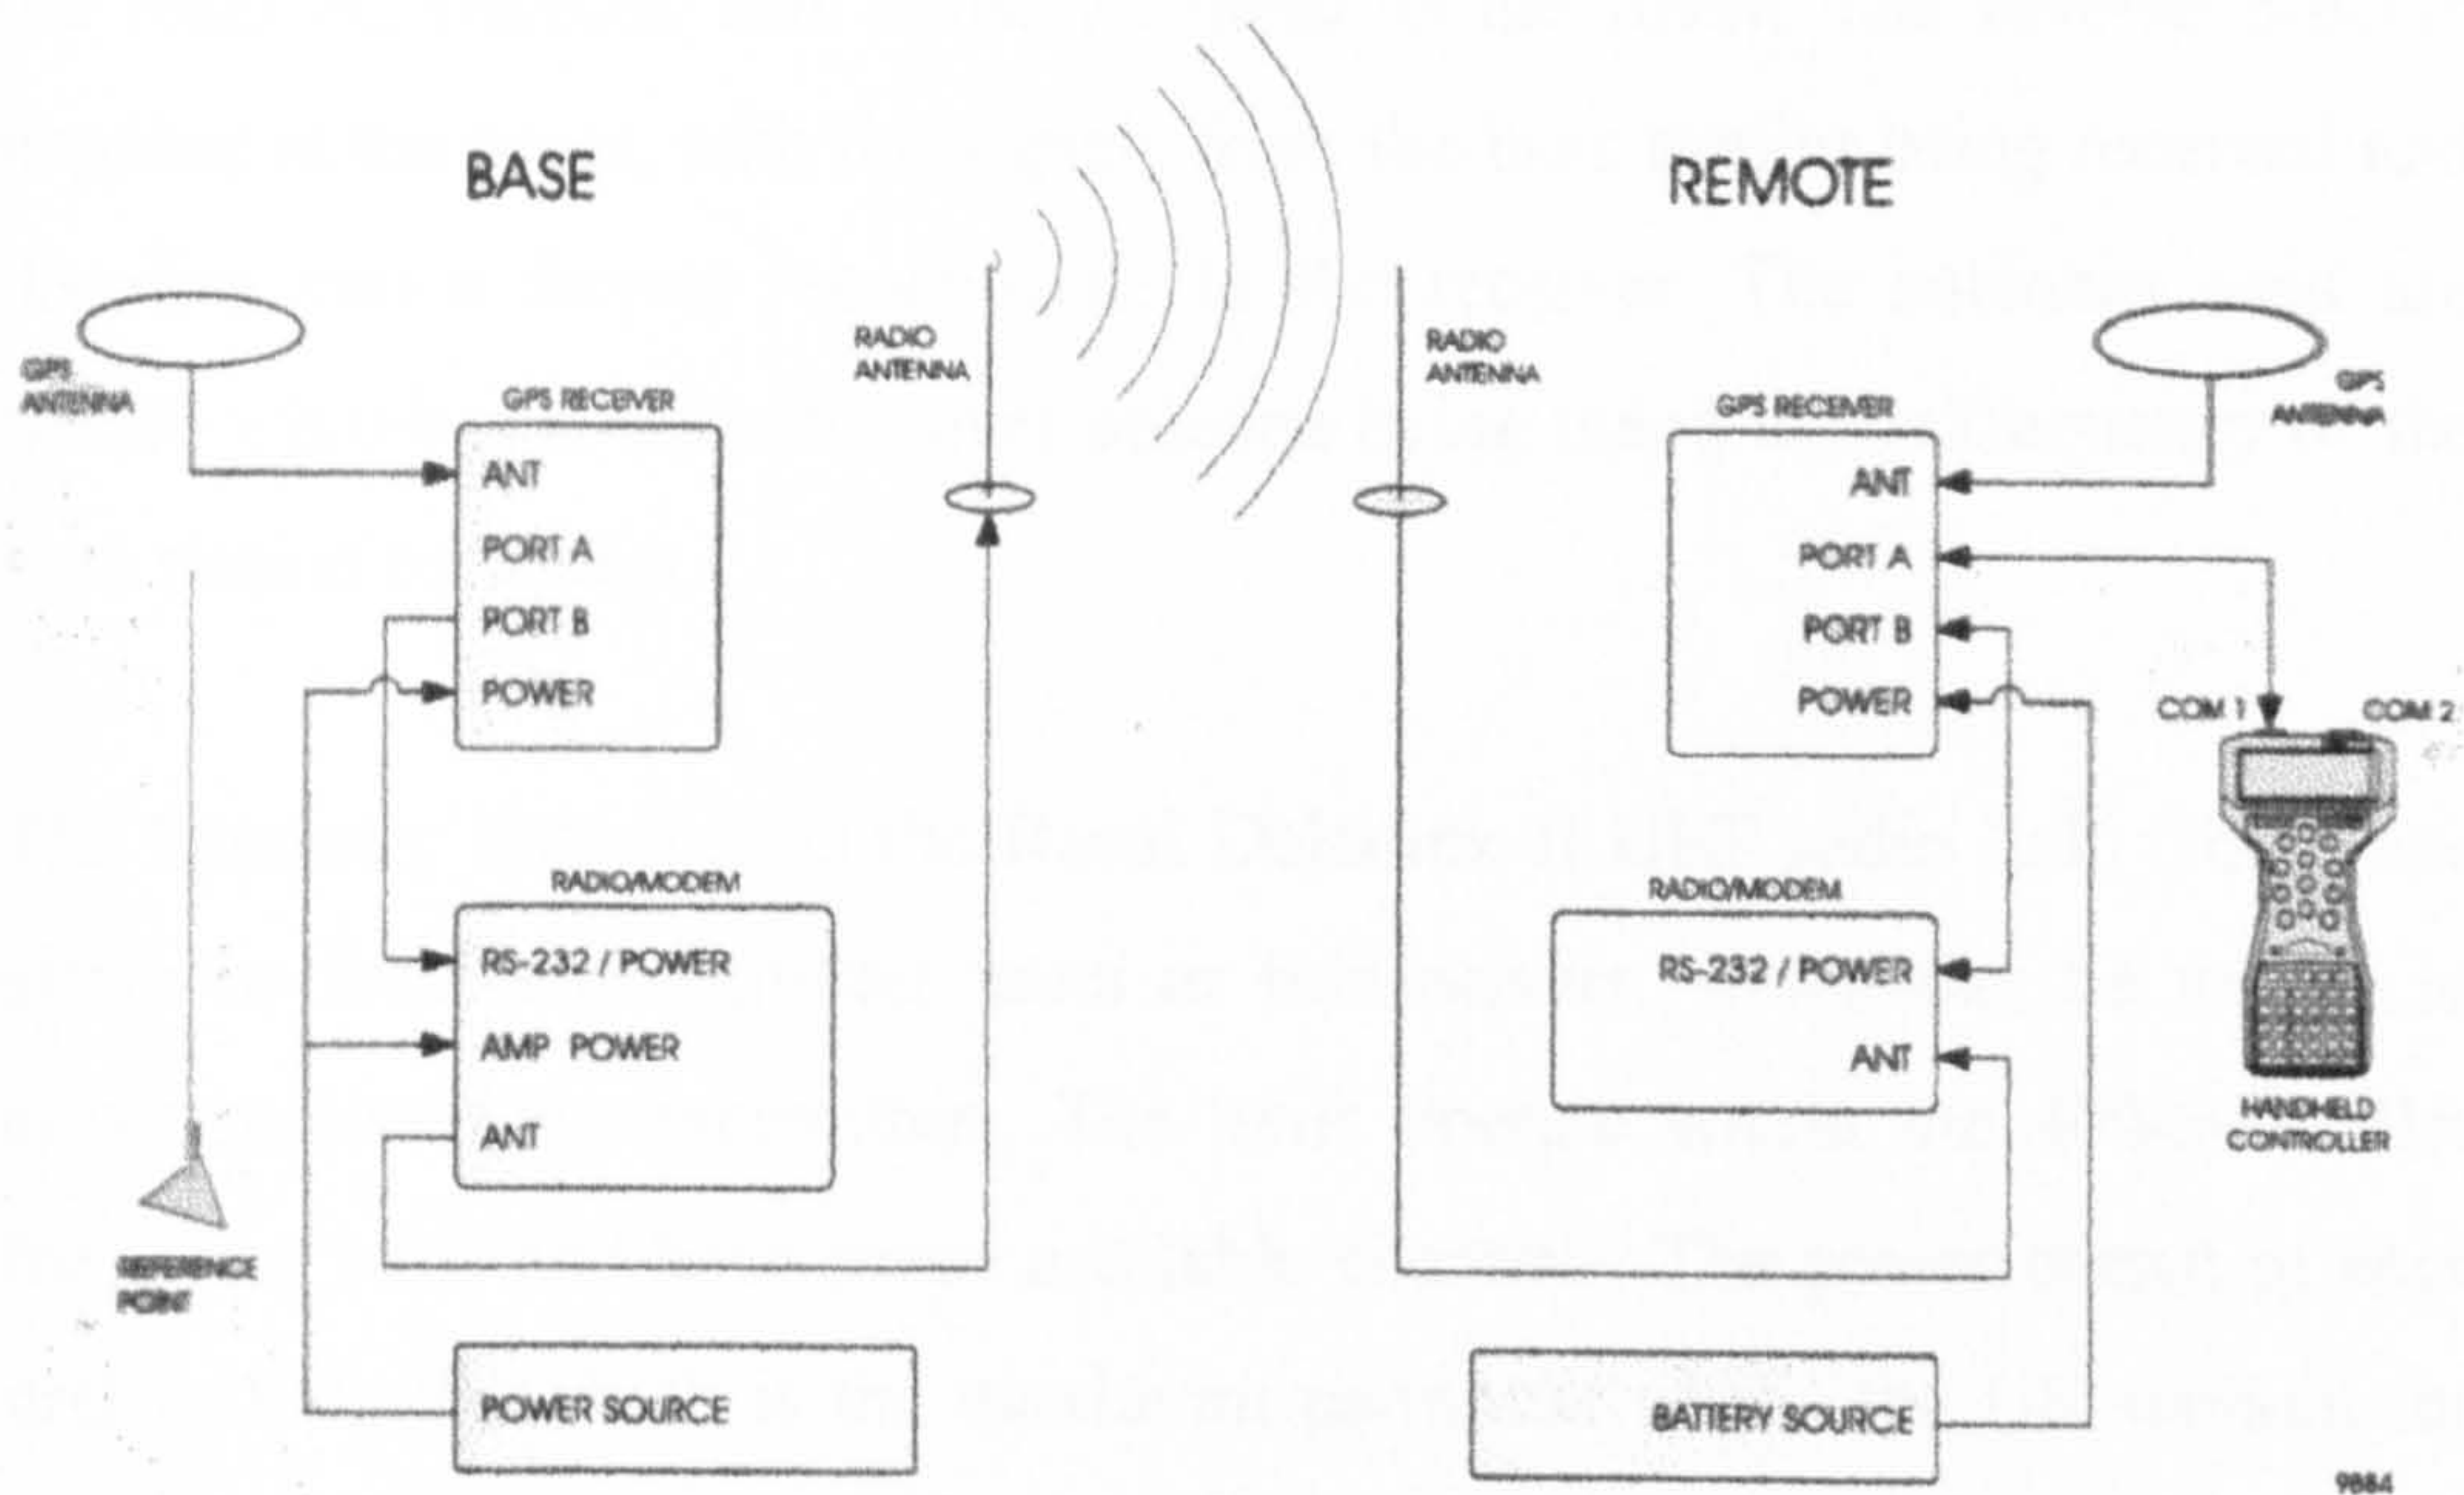 BASE
REMOTE
GPS
ANTENNA
GPS RECEIVER
ANT
PORT A
PORT B
POWER
RADIO
ANTENNA
RADIO/MODEM
RS-232 / POWER
AMP POWER
ANT
REFERENCE
POINT
POWER SOURCE
RADIO
ANTENNA
GPS RECEIVER
ANT
PORT A
PORT B
POWER
GPS
ANTENNA
COM 1
COM 2
RADIO/MODEM
RS-232 / POWER
ANT
HANDHELD
CONTROLLER
BATTERY SOURCE
9884